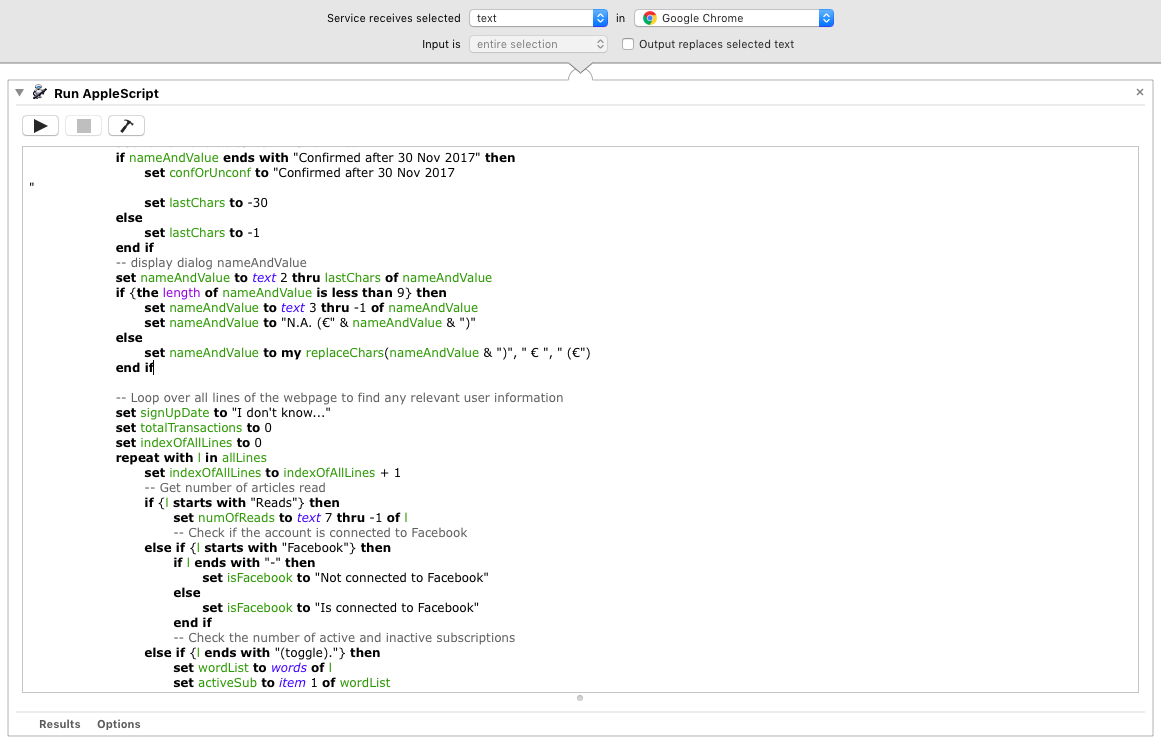 Service receives selected text in Google Chrome
Input is entire selection Output replaces selected text
Run AppleScript
if nameAndValue ends with "Confirmed after 30 Nov 2017" then
set confOrUnconf to "Confirmed after 30 Nov 2017
"
set lastChars to -30
else
set lastChars to -1
end if
-- display dialog nameAndValue
set nameAndValue to text 2 thru lastChars of nameAndValue
if {the length of nameAndValue is less than 9} then
set nameAndValue to text 3 thru -1 of nameAndValue
set nameAndValue to "N.A. (€" & nameAndValue & ")"
else
set nameAndValue to my replaceChars(nameAndValue & ")", " € ", " (€")
end if
-- Loop over all lines of the webpage to find any relevant user information
set signUpDate to "I don't know..."
set totalTransactions to 0
set indexOfAllLines to 0
repeat with l in allLines
set indexOfAllLines to indexOfAllLines + 1
-- Get number of articles read
if {l starts with "Reads"} then
set numOfReads to text 7 thru -1 of l
-- Check if the account is connected to Facebook
else if {l starts with "Facebook"} then
if l ends with "-" then
set isFacebook to "Not connected to Facebook"
else
set isFacebook to "Is connected to Facebook"
end if
-- Check the number of active and inactive subscriptions
else if {l ends with "(toggle)."} then
set wordList to words of l
set activeSub to item 1 of wordList
Results Options